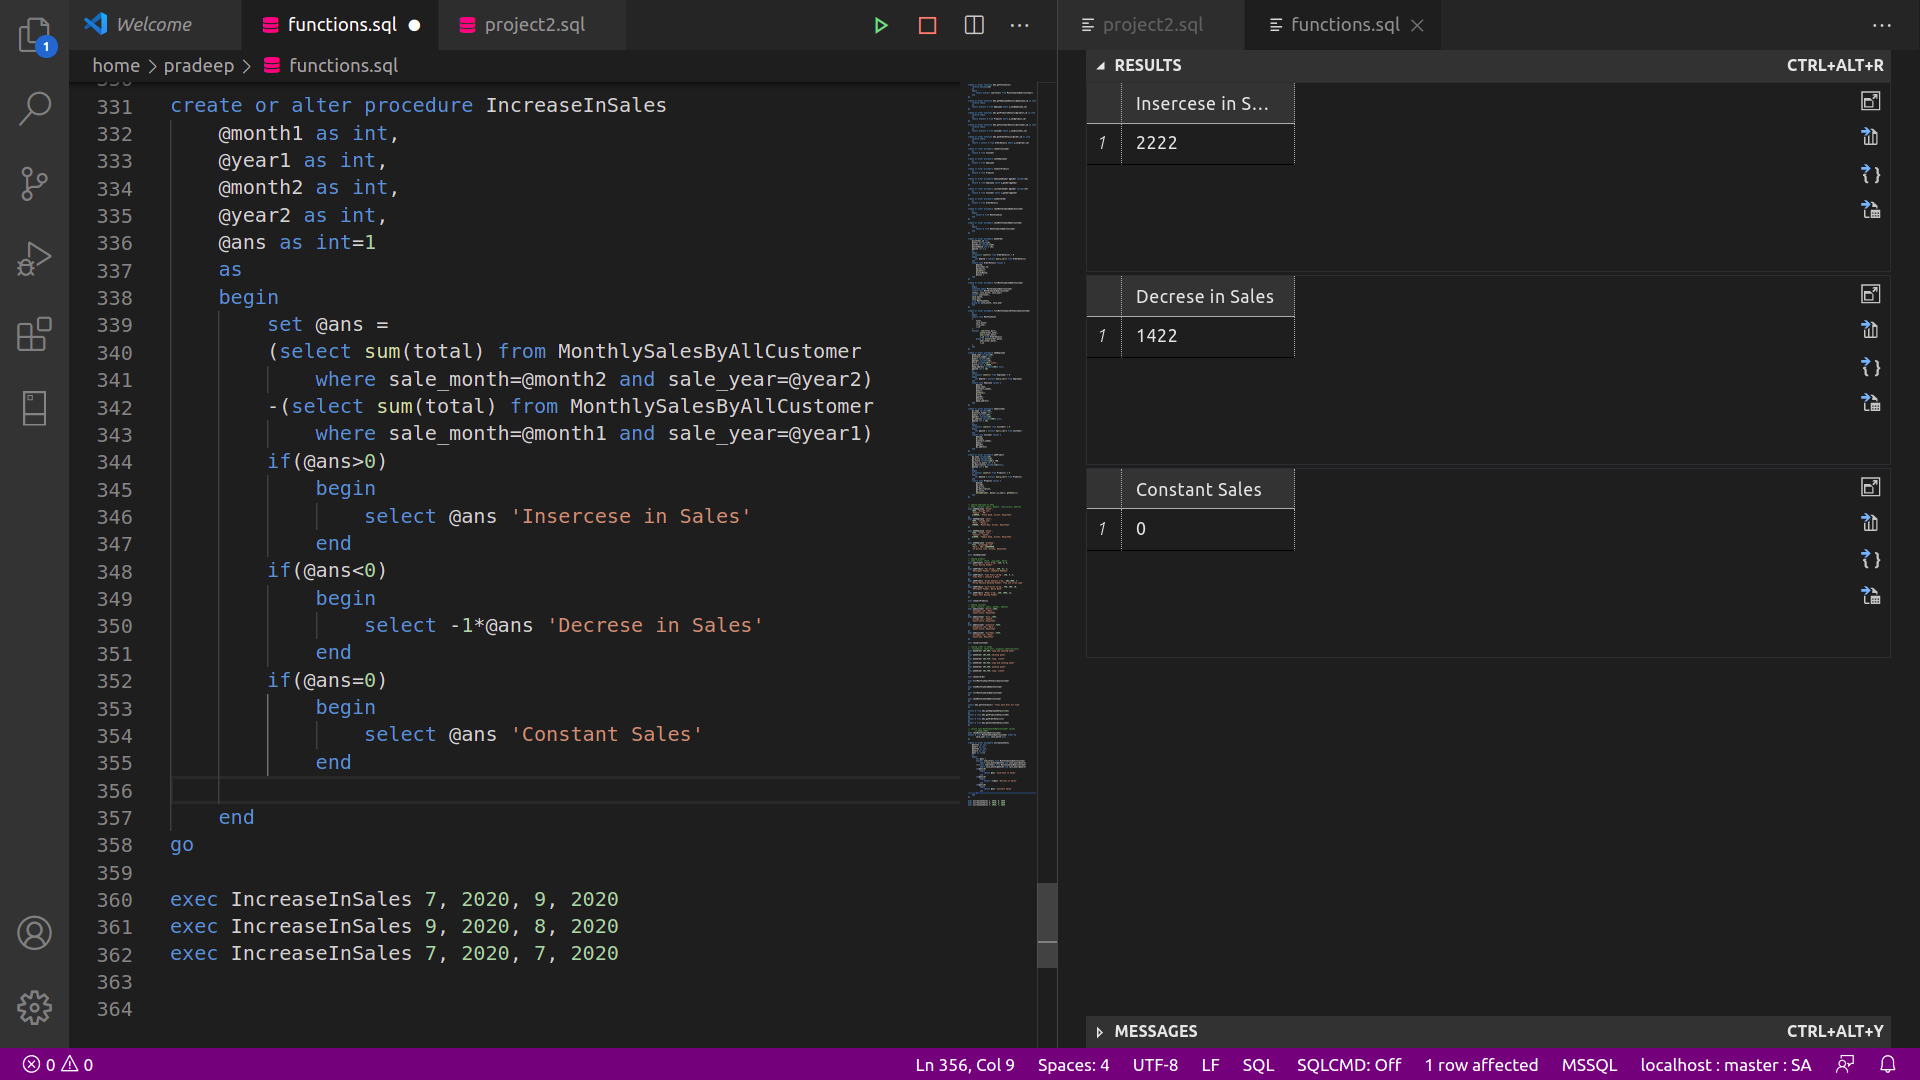 Welcome
functions.sql
project2.sql
project2.sql
functions.sql
1
home > pradeep > functions.sql
331 create or alter procedure IncreaseInSales
332 @month1 as int,
333 @year1 as int,
334 @month2 as int,
335 @year2 as int,
336 @ans as int=1
337 as
338 begin
339 set @ans =
340 (select sum(total) from MonthlySalesByAllCustomer
341 where sale_month=@month2 and sale_year=@year2)
342 -(select sum(total) from MonthlySalesByAllCustomer
343 where sale_month=@month1 and sale_year=@year1)
344 if(@ans>0)
345 begin
346 select @ans 'Insercese in Sales'
347 end
348 if(@ans<0)
349 begin
350 select -1*@ans 'Decrese in Sales'
351 end
352 if(@ans=0)
353 begin
354 select @ans 'Constant Sales'
355 end
356
357 end
358 go
359
360 exec IncreaseInSales 7, 2020, 9, 2020
361 exec IncreaseInSales 9, 2020, 8, 2020
362 exec IncreaseInSales 7, 2020, 7, 2020
363
364
RESULTS CTRL+ALT+R
Insercese in S...
1 2222
Decrese in Sales
1 1422
Constant Sales
1 0
MESSAGES CTRL+ALT+Y
0 0 Ln 356, Col 9 Spaces: 4 UTF-8 LF SQL SQLCMD: Off 1 row affected MSSQL localhost : master : SA